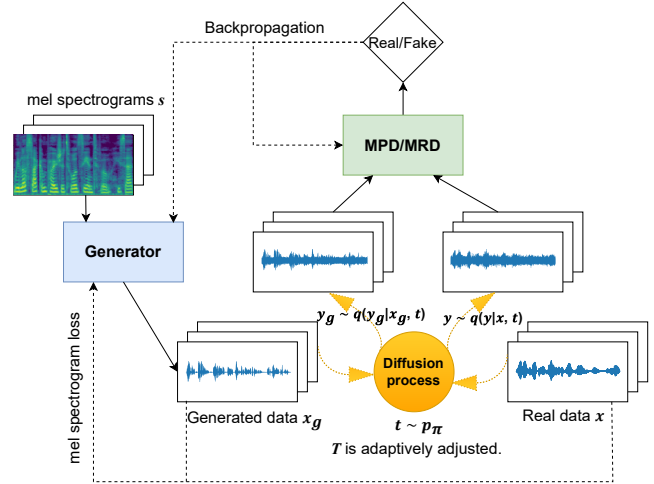 Backpropagation
Real/Fake
mel spectrograms s
MPD/MRD
Generator
y_g ~ q(y_g|x_g, t)
y ~ q(y|x, t)
Diffusion
process
mel spectrogram loss
Generated data x_g
t ~ p_π
Real data x
T is adaptively adjusted.